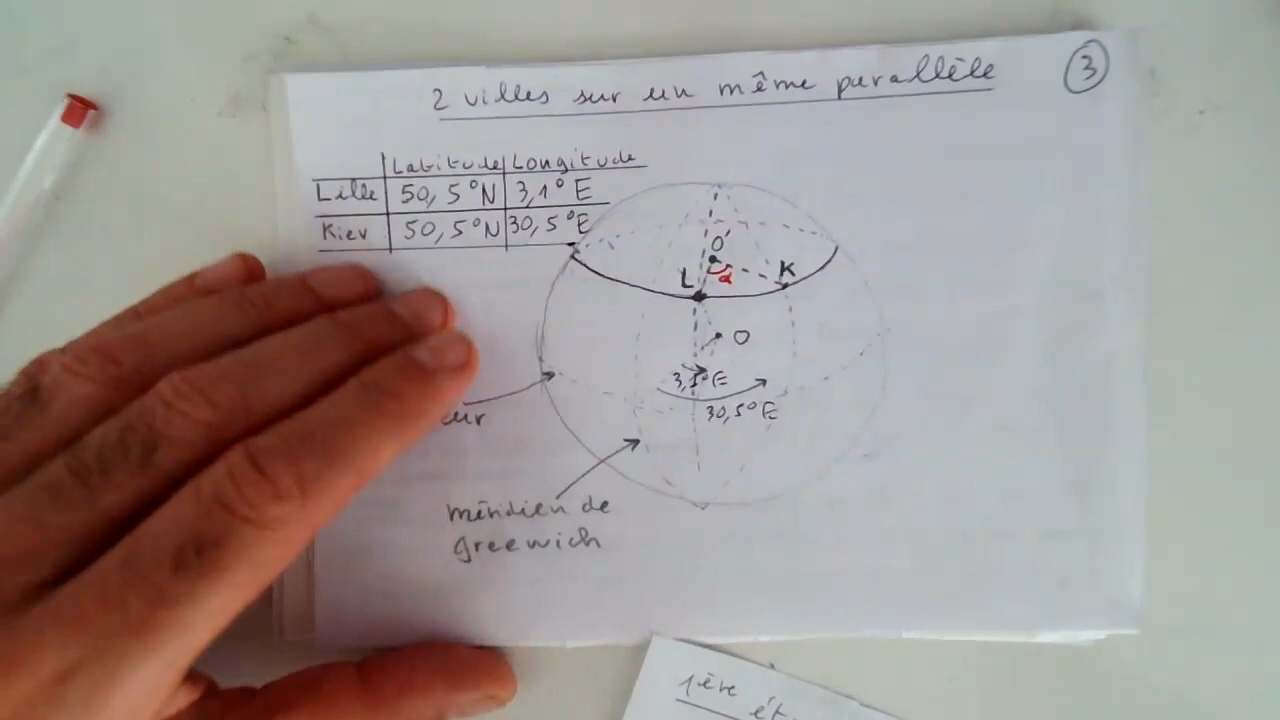 2 villes sur un même parallèle
3
Latitude Longitude
Lille 50,5°N 3,1°E
Kiev 50,5°N 30,5°E
O'
L
α
K
O
3,1°E
30,5°E
méridien de
greewich
1ère